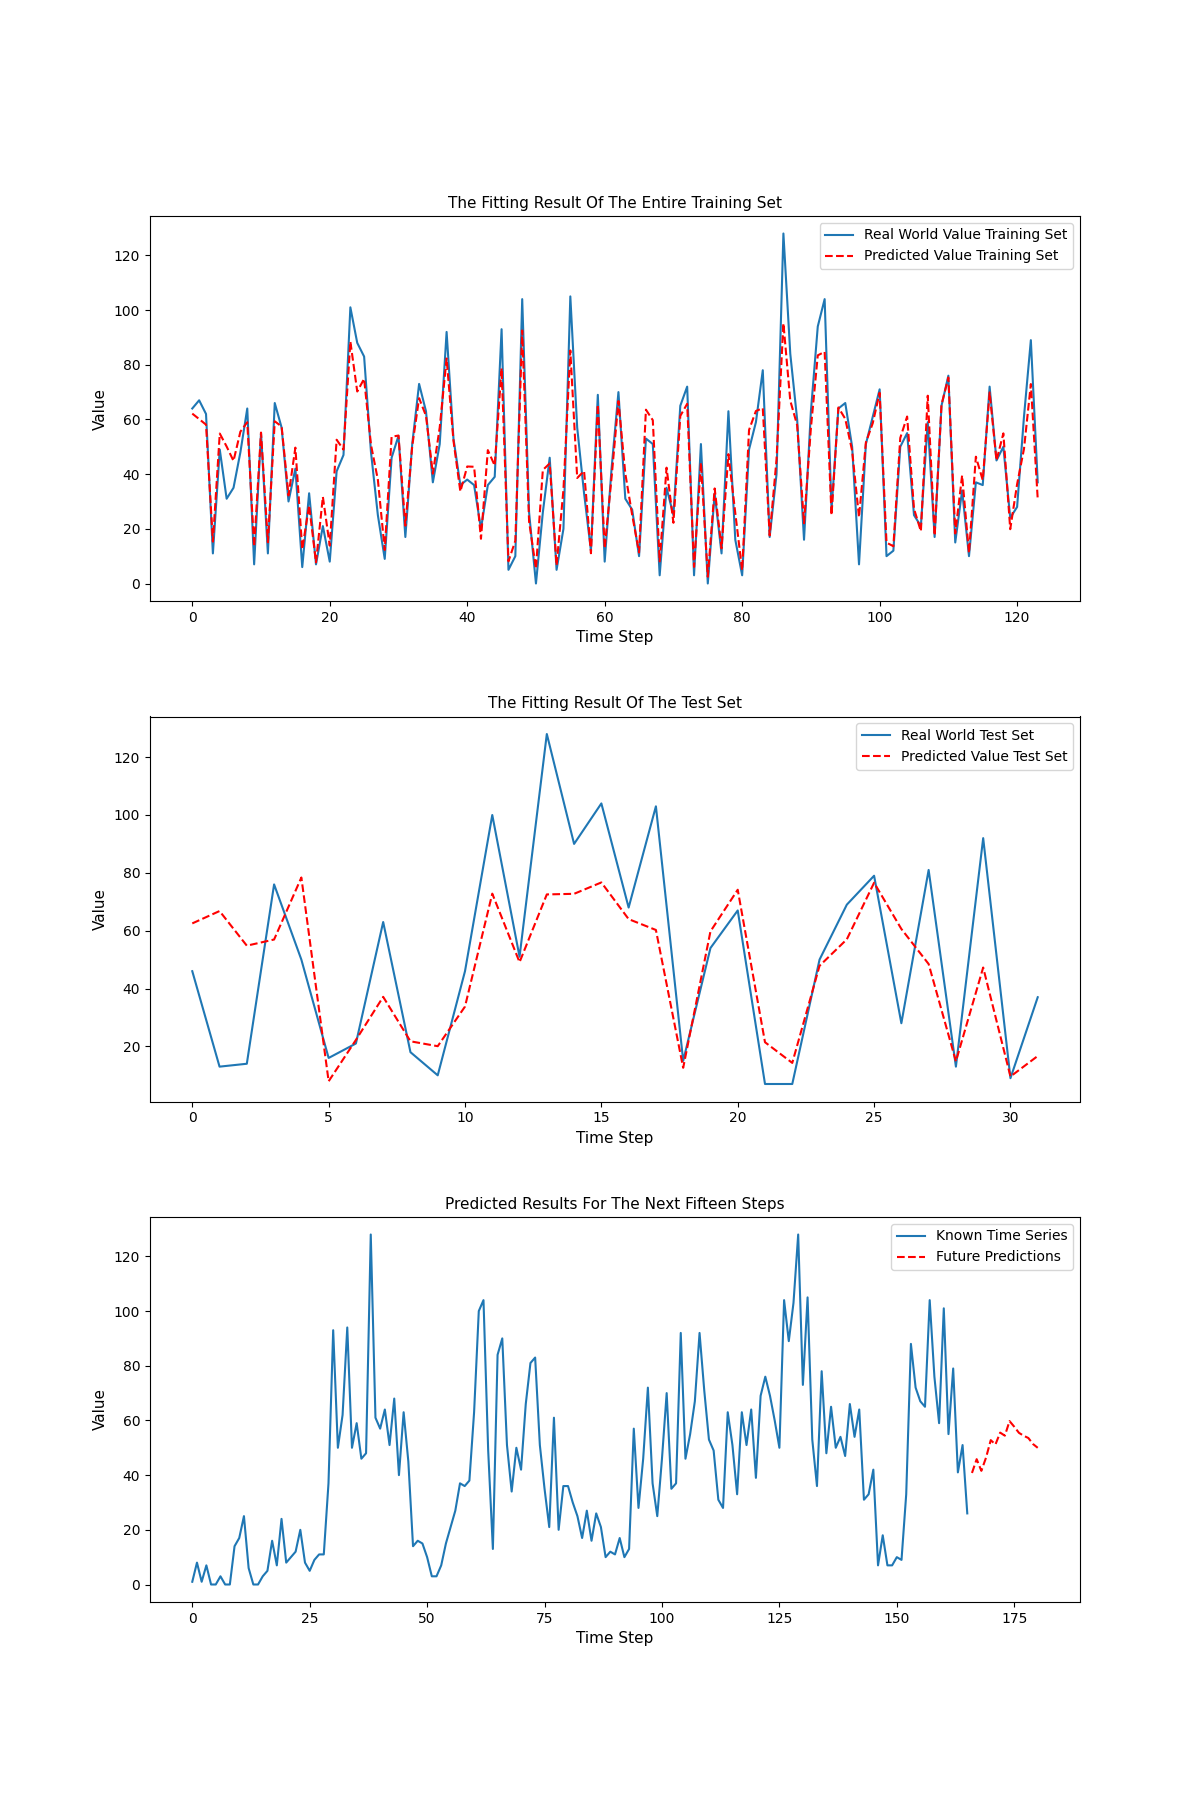 The Fitting Result Of The Entire Training Set
Real World Value Training Set
Predicted Value Training Set
Value
120
100
80
60
40
20
0
0 20 40 60 80 100 120
Time Step
The Fitting Result Of The Test Set
Real World Test Set
Predicted Value Test Set
Value
120
100
80
60
40
20
0 5 10 15 20 25 30
Time Step
Predicted Results For The Next Fifteen Steps
Known Time Series
Future Predictions
Value
120
100
80
60
40
20
0
0 25 50 75 100 125 150 175
Time Step